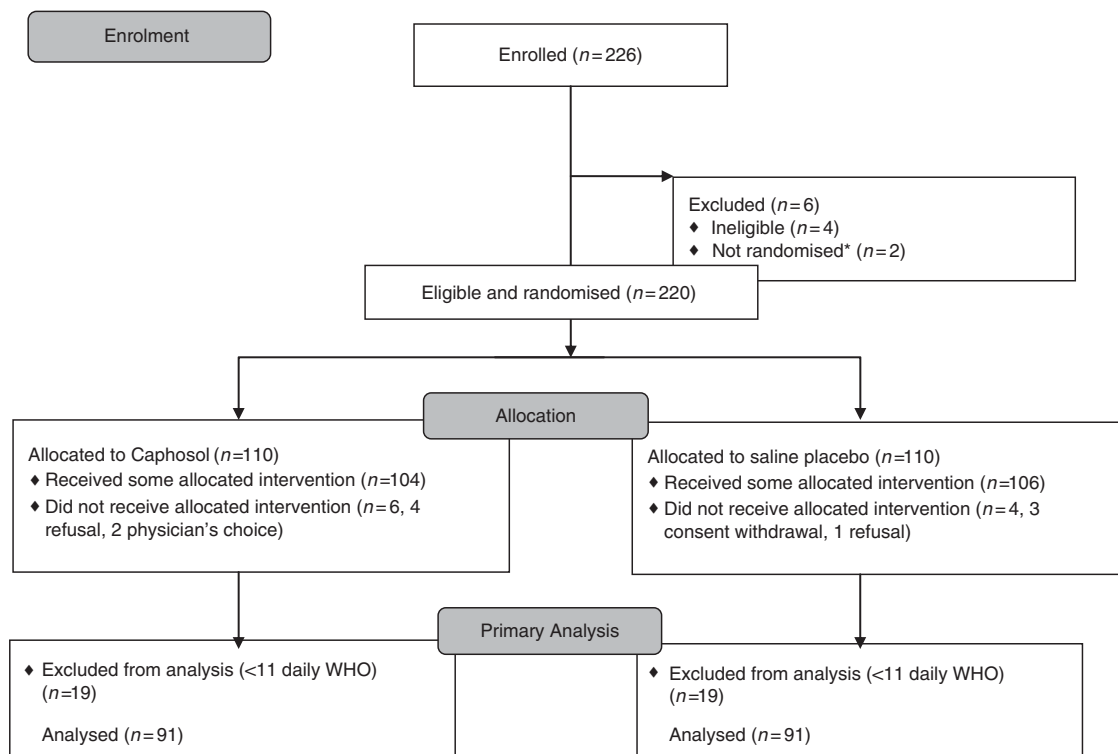 Enrolment
Enrolled (n=226)
Excluded (n=6)
♦ Ineligible (n=4)
♦ Not randomised* (n=2)
Eligible and randomised (n=220)
Allocation
Allocated to Caphosol (n=110)
♦ Received some allocated intervention (n=104)
♦ Did not receive allocated intervention (n=6, 4
refusal, 2 physician's choice)
Allocated to saline placebo (n=110)
♦ Received some allocated intervention (n=106)
♦ Did not receive allocated intervention (n=4, 3
consent withdrawal, 1 refusal)
Primary Analysis
♦ Excluded from analysis (<11 daily WHO)
(n=19)
Analysed (n=91)
♦ Excluded from analysis (<11 daily WHO)
(n=19)
Analysed (n=91)